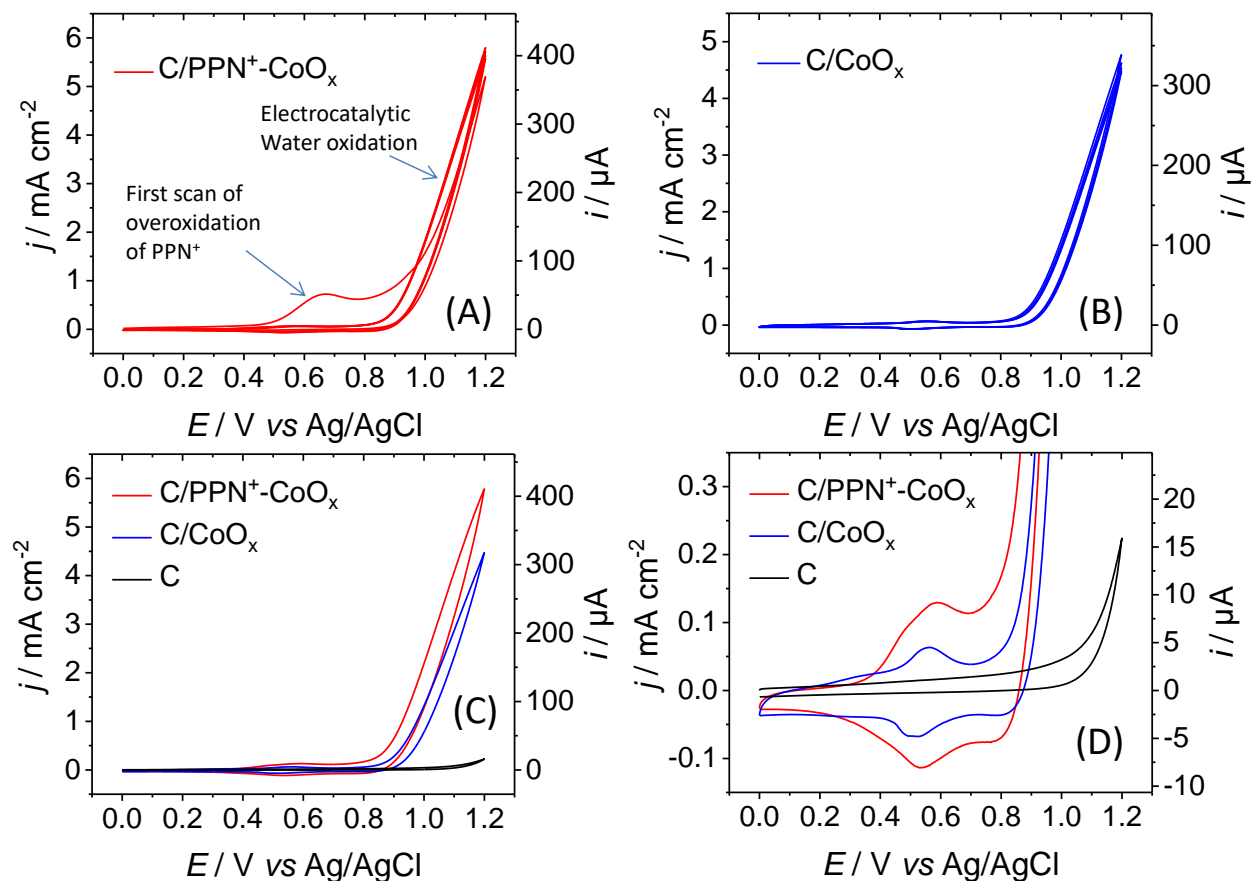 C/PPN⁺-CoOₓ
Electrocatalytic
Water oxidation
First scan of
overoxidation
of PPN⁺
(A)
j / mA cm⁻²
6
5
4
3
2
1
0
i / µA
400
300
200
100
0
0.0 0.2 0.4 0.6 0.8 1.0 1.2
E / V vs Ag/AgCl
C/CoOₓ
(B)
j / mA cm⁻²
5
4
3
2
1
0
i / µA
300
200
100
0
0.0 0.2 0.4 0.6 0.8 1.0 1.2
E / V vs Ag/AgCl
C/PPN⁺-CoOₓ
C/CoOₓ
C
(C)
j / mA cm⁻²
6
5
4
3
2
1
0
i / µA
400
300
200
100
0
0.0 0.2 0.4 0.6 0.8 1.0 1.2
E / V vs Ag/AgCl
C/PPN⁺-CoOₓ
C/CoOₓ
C
(D)
j / mA cm⁻²
0.3
0.2
0.1
0.0
-0.1
i / µA
20
15
10
5
0
-5
-10
0.0 0.2 0.4 0.6 0.8 1.0 1.2
E / V vs Ag/AgCl